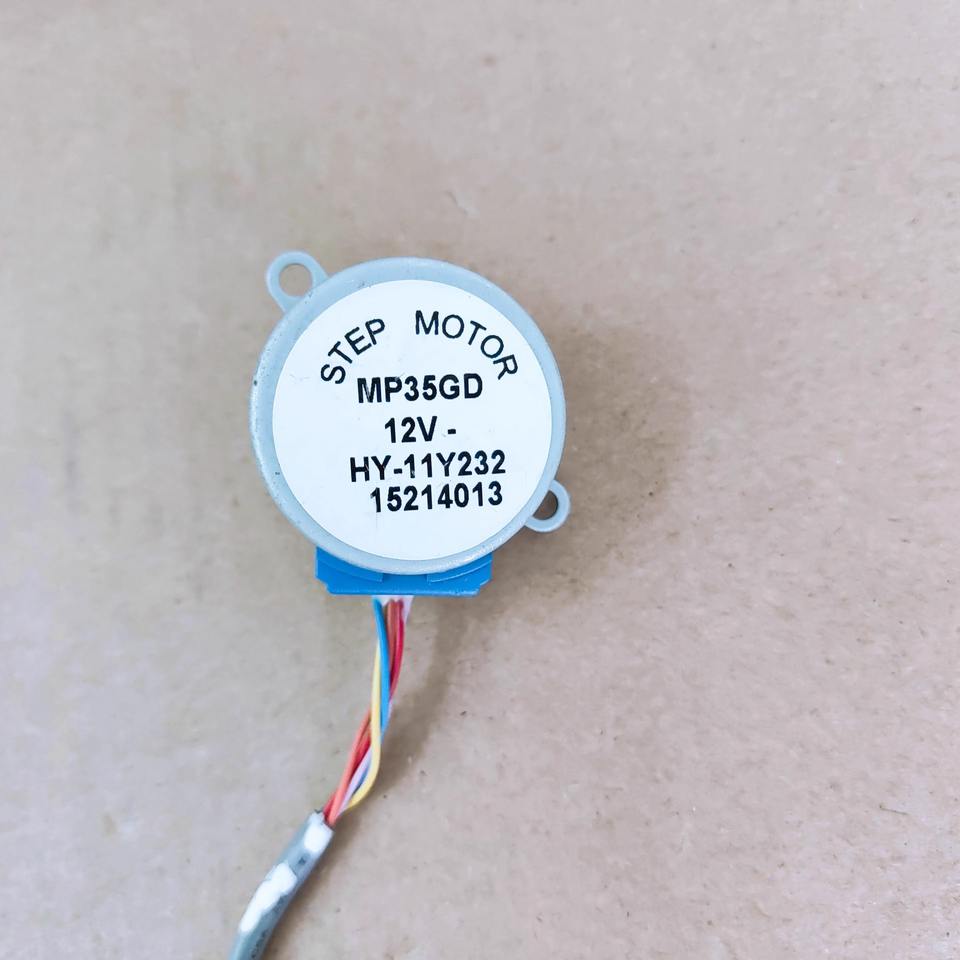 STEP MOTOR
MP35GD
12V -
HY-11Y232
15214013